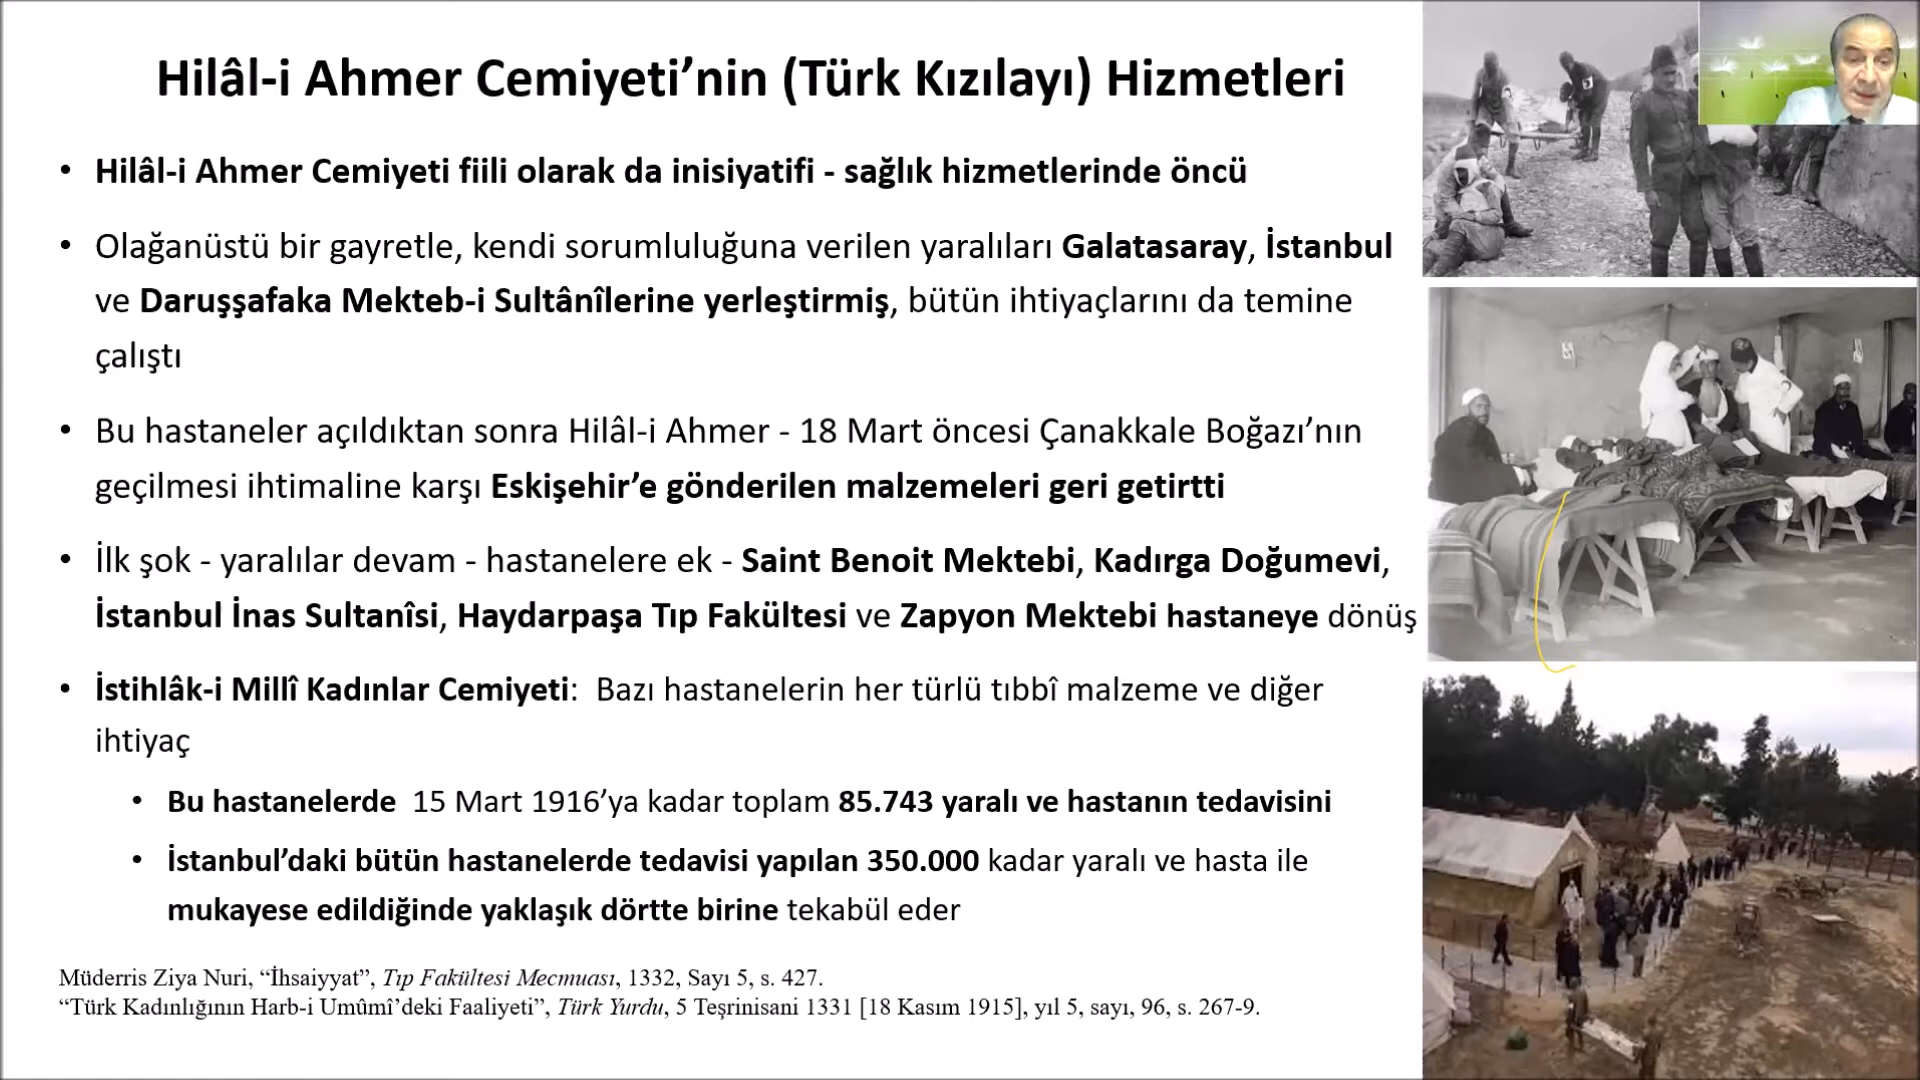 Hilâl-i Ahmer Cemiyeti’nin (Türk Kızılayı) Hizmetleri
• Hilâl-i Ahmer Cemiyeti fiili olarak da inisiyatifi - sağlık hizmetlerinde öncü
• Olağanüstü bir gayretle, kendi sorumluluğuna verilen yaralıları Galatasaray, İstanbul
ve Daruşşafaka Mekteb-i Sultânîlerine yerleştirmiş, bütün ihtiyaçlarını da temine
çalıştı
• Bu hastaneler açıldıktan sonra Hilâl-i Ahmer - 18 Mart öncesi Çanakkale Boğazı’nın
geçilmesi ihtimaline karşı Eskişehir’e gönderilen malzemeleri geri getirtti
• İlk şok - yaralılar devam - hastanelere ek - Saint Benoit Mektebi, Kadırga Doğumevi,
İstanbul İnas Sultanîsi, Haydarpaşa Tıp Fakültesi ve Zapyon Mektebi hastaneye dönüş
• İstihlâk-i Millî Kadınlar Cemiyeti: Bazı hastanelerin her türlü tıbbî malzeme ve diğer
ihtiyaç
• Bu hastanelerde 15 Mart 1916’ya kadar toplam 85.743 yaralı ve hastanın tedavisini
• İstanbul’daki bütün hastanelerde tedavisi yapılan 350.000 kadar yaralı ve hasta ile
mukayese edildiğinde yaklaşık dörtte birine tekabül eder
Müderris Ziya Nuri, “İhsaiyyat”, Tıp Fakültesi Mecmuası, 1332, Sayı 5, s. 427.
“Türk Kadınlığının Harb-i Umûmî’deki Faaliyeti”, Türk Yurdu, 5 Teşrinisani 1331 [18 Kasım 1915], yıl 5, sayı, 96, s. 267-9.